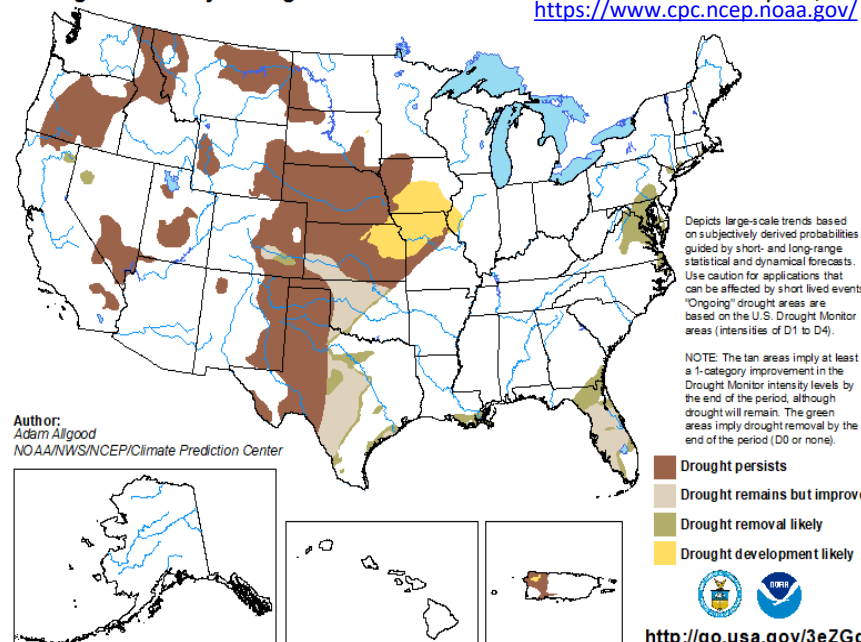 https://www.cpc.ncep.noaa.gov/
Depicts large-scale trends based
on subjectively derived probabilities
guided by short- and long-range
statistical and dynamical forecasts.
Use caution for applications that
can be affected by short lived events
"Ongoing" drought areas are
based on the U.S. Drought Monitor
areas (intensities of D1 to D4).
NOTE: The tan areas imply at least
a 1-category improvement in the
Drought Monitor intensity levels by
the end of the period, although
drought will remain. The green
areas imply drought removal by the
end of the period (D0 or none).
Author:
Adam Allgood
NOAA/NWS/NCEP/Climate Prediction Center
Drought persists
Drought remains but improve
Drought removal likely
Drought development likely
NOAA
http://go.usa.gov/3eZGd